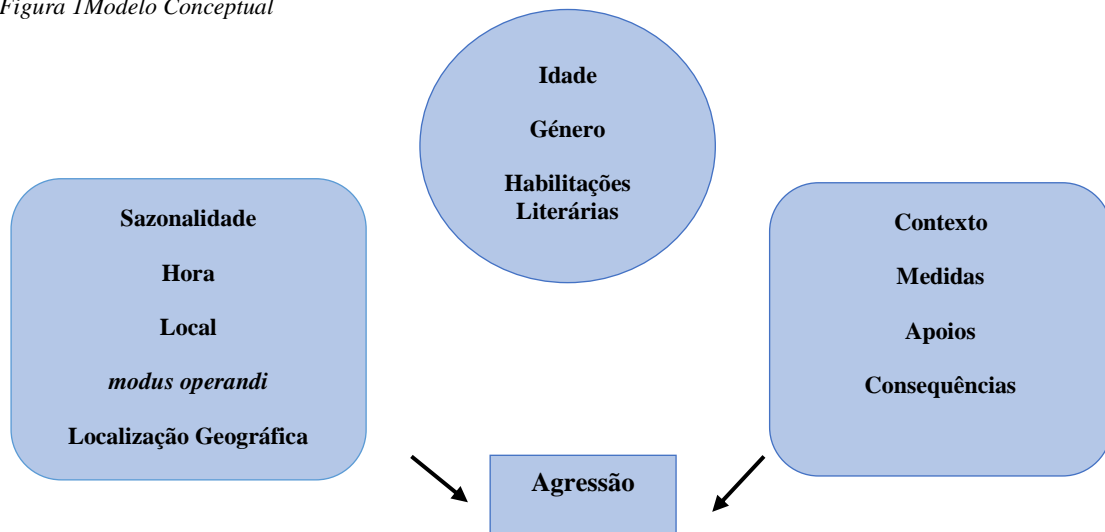 Figura 1Modelo Conceptual
Idade
Género
Habilitações
Literárias
Sazonalidade
Hora
Local
modus operandi
Localização Geográfica
Contexto
Medidas
Apoios
Consequências
Agressão